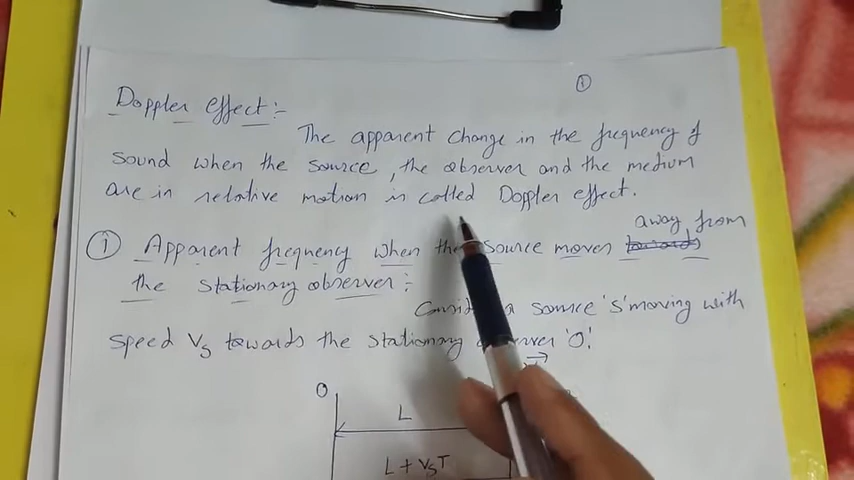 ①
Doppler effect :-
The apparent change in the frequency of
sound when the source, the observer and the medium
are in relative motion is called Doppler effect.
away from
① Apparent frequency when the source moves
the stationary observer :-
a source 'S' moving with
speed Vs towards the stationary 'O'.
O
L
L + VsT